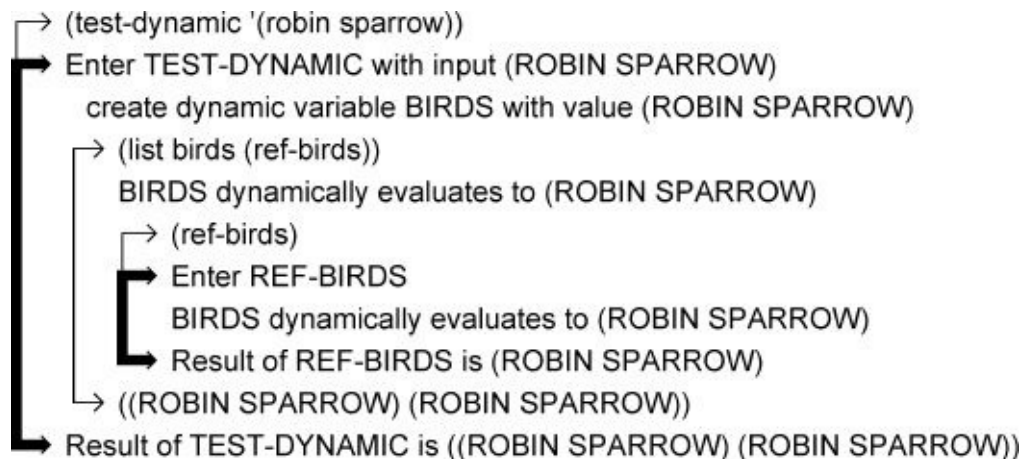 (test-dynamic '(robin sparrow))
Enter TEST-DYNAMIC with input (ROBIN SPARROW)
create dynamic variable BIRDS with value (ROBIN SPARROW)
(list birds (ref-birds))
BIRDS dynamically evaluates to (ROBIN SPARROW)
(ref-birds)
Enter REF-BIRDS
BIRDS dynamically evaluates to (ROBIN SPARROW)
Result of REF-BIRDS is (ROBIN SPARROW)
((ROBIN SPARROW) (ROBIN SPARROW))
Result of TEST-DYNAMIC is ((ROBIN SPARROW) (ROBIN SPARROW))